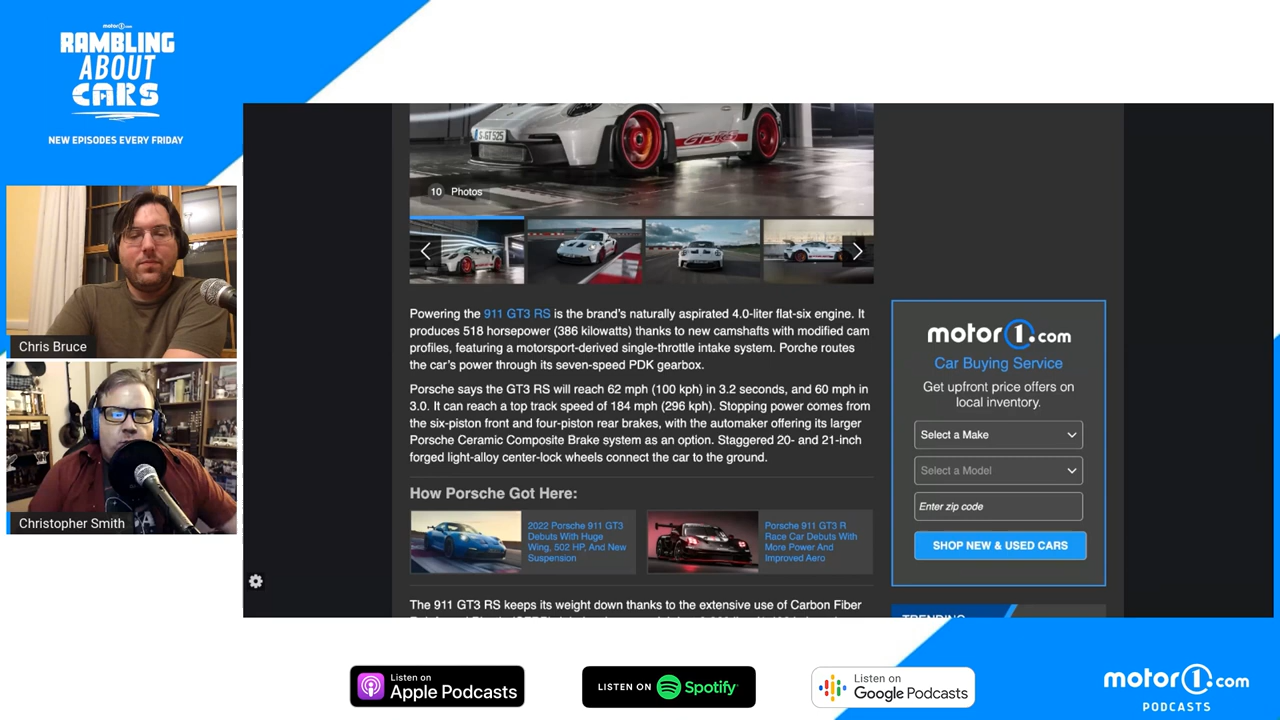 motor1.com
RAMBLING
ABOUT
CARS
NEW EPISODES EVERY FRIDAY
Chris Bruce
Christopher Smith
S·GT 525
GT3 RS
10 Photos
Powering the 911 GT3 RS is the brand's naturally aspirated 4.0-liter flat-six engine. It
produces 518 horsepower (386 kilowatts) thanks to new camshafts with modified cam
profiles, featuring a motorsport-derived single-throttle intake system. Porche routes
the car's power through its seven-speed PDK gearbox.
Porsche says the GT3 RS will reach 62 mph (100 kph) in 3.2 seconds, and 60 mph in
3.0. It can reach a top track speed of 184 mph (296 kph). Stopping power comes from
the six-piston front and four-piston rear brakes, with the automaker offering its larger
Porsche Ceramic Composite Brake system as an option. Staggered 20- and 21-inch
forged light-alloy center-lock wheels connect the car to the ground.
How Porsche Got Here:
2022 Porsche 911 GT3
Debuts With Huge
Wing, 502 HP, And New
Suspension
Porsche 911 GT3 R
Race Car Debuts With
More Power And
Improved Aero
The 911 GT3 RS keeps its weight down thanks to the extensive use of Carbon Fiber
motor1.com
Car Buying Service
Get upfront price offers on
local inventory.
Select a Make
Select a Model
Enter zip code
SHOP NEW & USED CARS
TRENDING
Listen on
Apple Podcasts
LISTEN ON Spotify
Listen on
Google Podcasts
motor1.com
PODCASTS